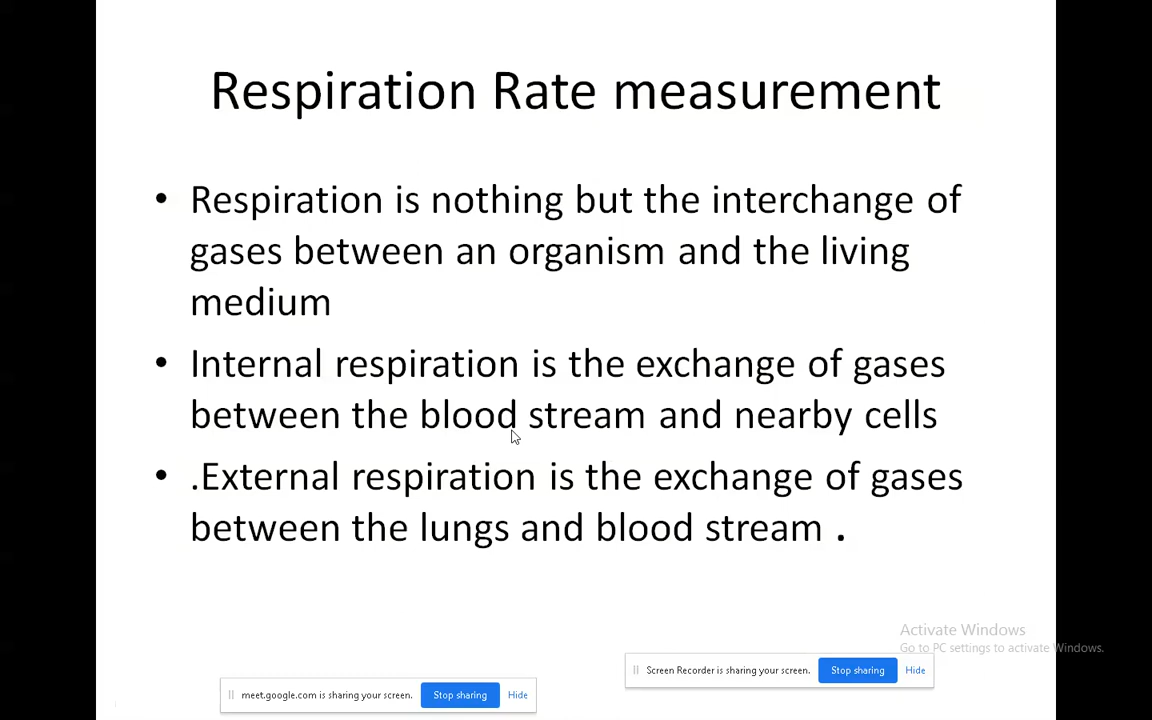 Respiration Rate measurement
• Respiration is nothing but the interchange of
gases between an organism and the living
medium
• Internal respiration is the exchange of gases
between the blood stream and nearby cells
• .External respiration is the exchange of gases
between the lungs and blood stream .
Activate Windows
Go to PC settings to activate Windows.
Screen Recorder is sharing your screen. Stop sharing Hide
meet.google.com is sharing your screen. Stop sharing Hide